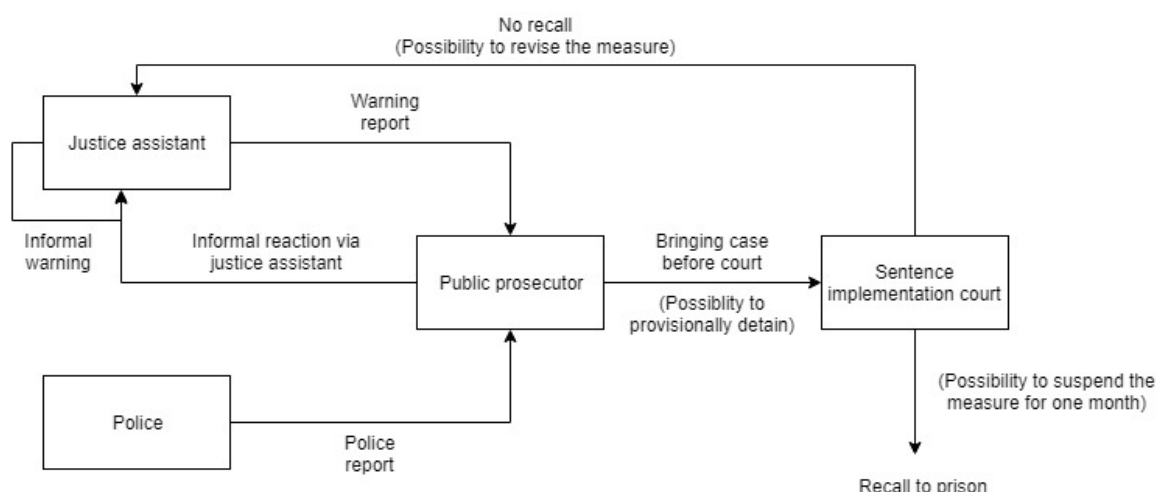 No recall
(Possibility to revise the measure)
Warning
report
Justice assistant
Informal
warning
Informal reaction via
justice assistant
Bringing case
before court
Public prosecutor
(Possiblity to
provisionally detain)
Sentence
implementation court
Police
Police
report
(Possibility to suspend the
measure for one month)
Recall to prison